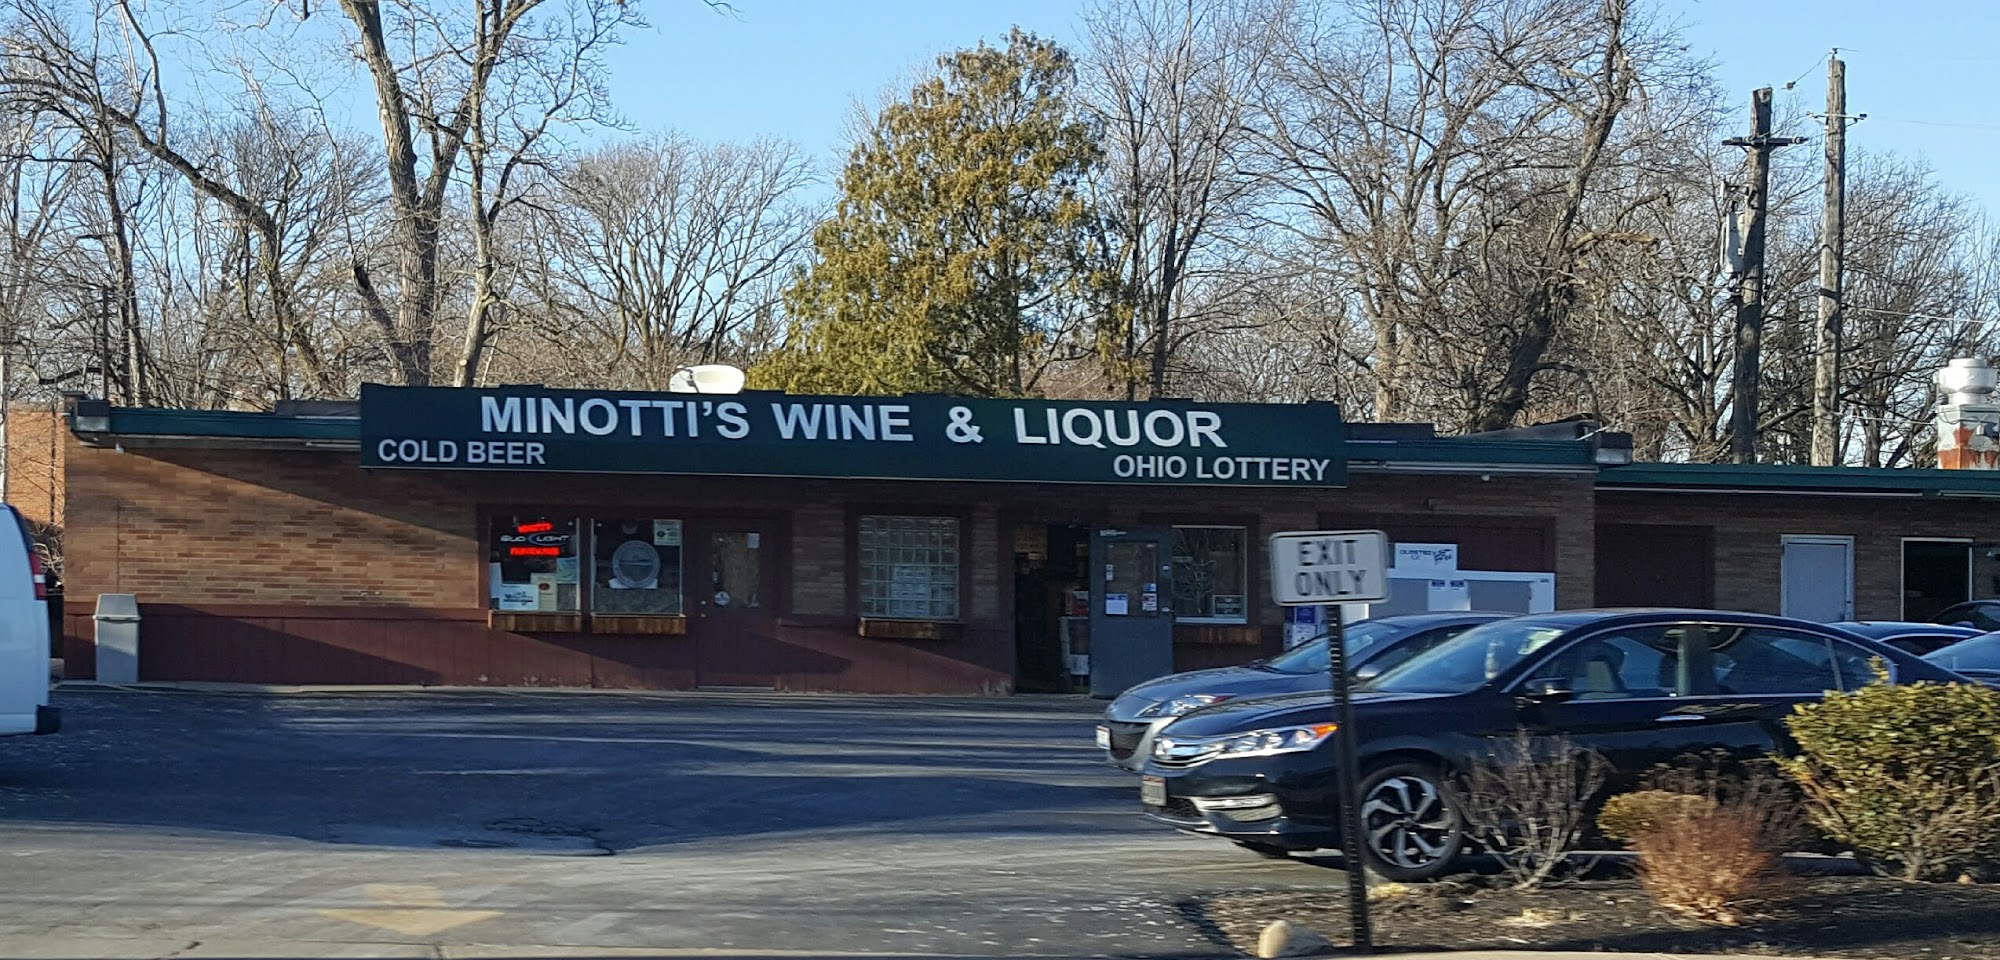 MINOTTI'S WINE & LIQUOR
COLD BEER
OHIO LOTTERY
BUD LIGHT
EXIT
ONLY